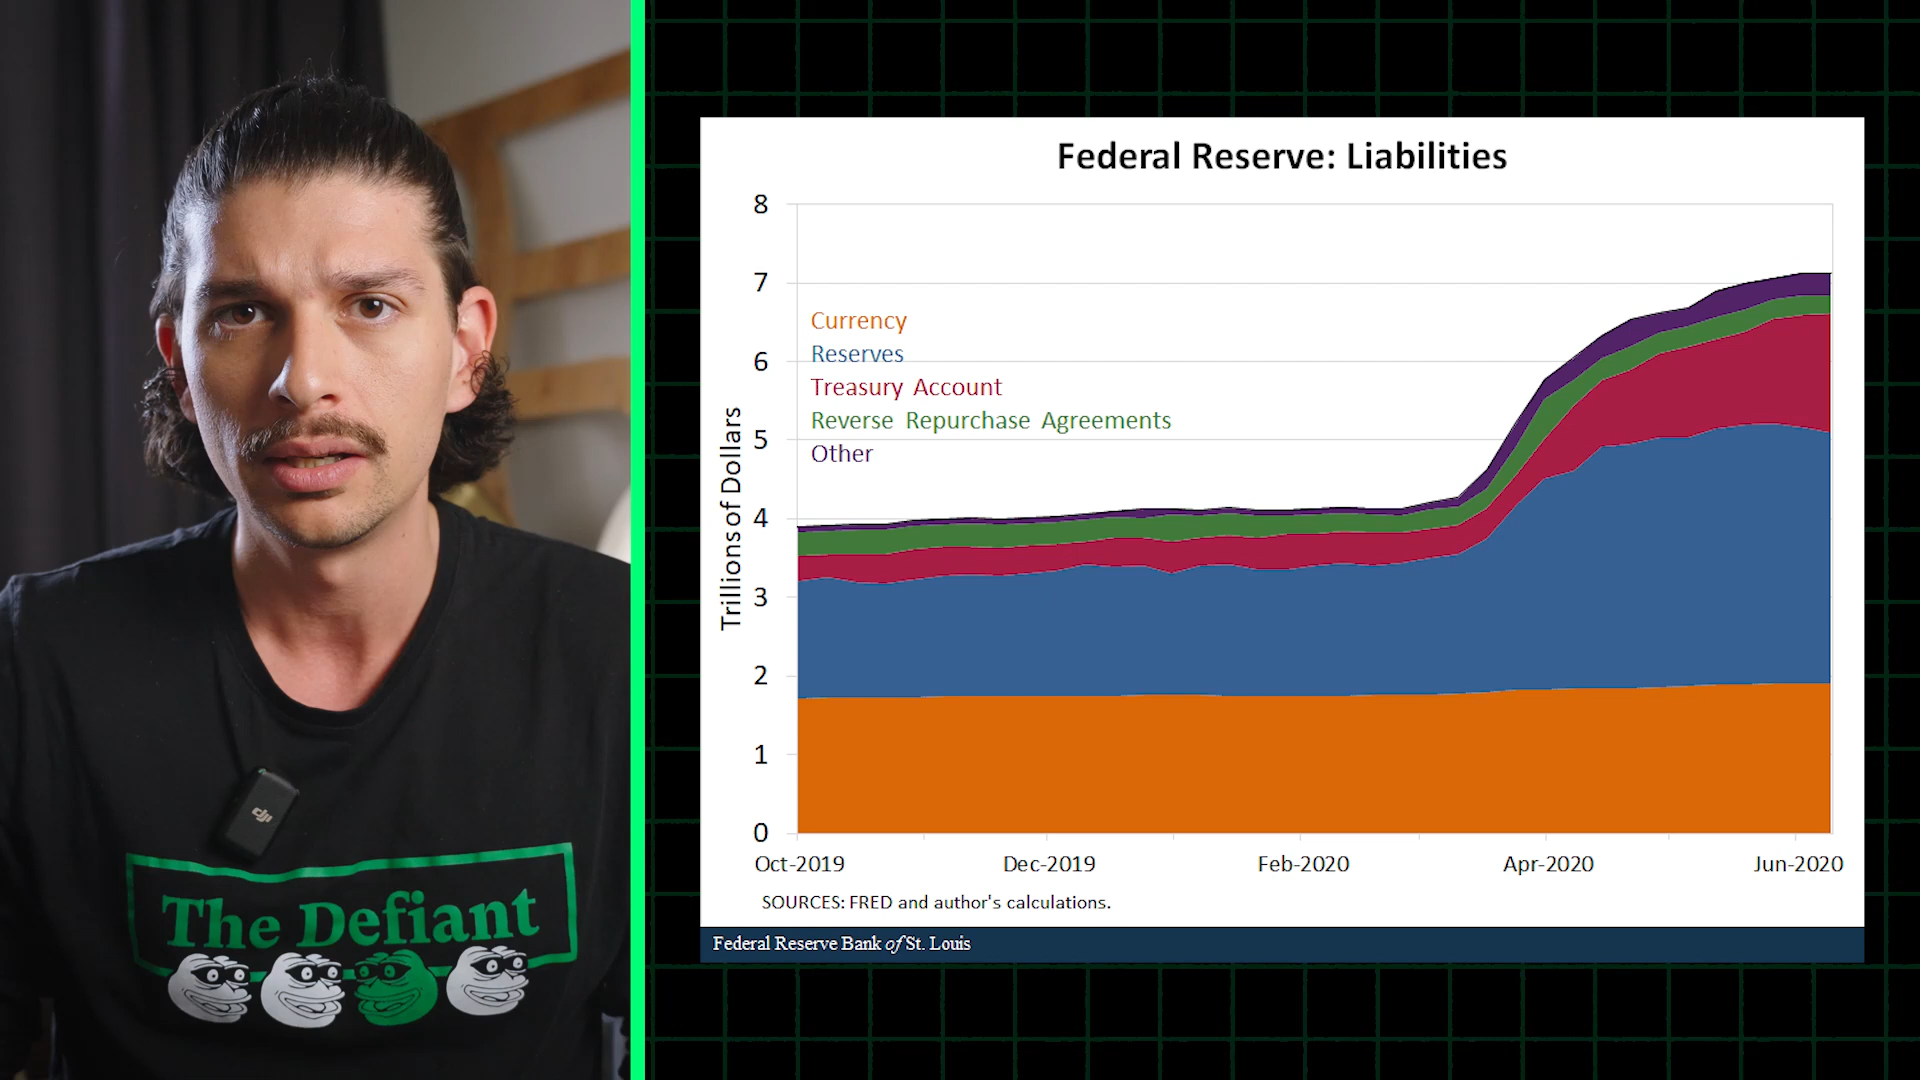 Federal Reserve: Liabilities
8
7
6
5
4
3
2
1
0
Trillions of Dollars
Currency
Reserves
Treasury Account
Reverse Repurchase Agreements
Other
Oct-2019 Dec-2019 Feb-2020 Apr-2020 Jun-2020
SOURCES: FRED and author's calculations.
Federal Reserve Bank of St. Louis
dji
The Defiant